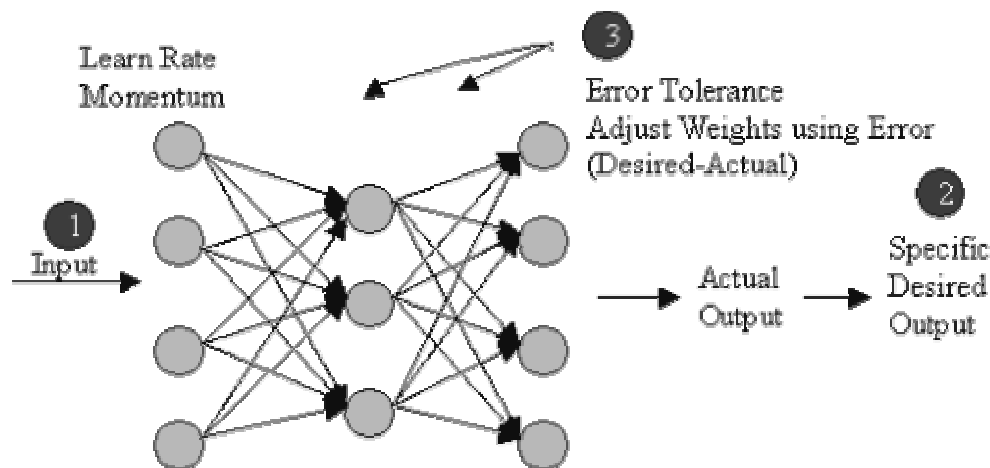 Learn Rate
Momentum
3
Error Tolerance
Adjust Weights using Error
(Desired-Actual)
1
Input
2
Specific
Desired
Output
Actual
Output